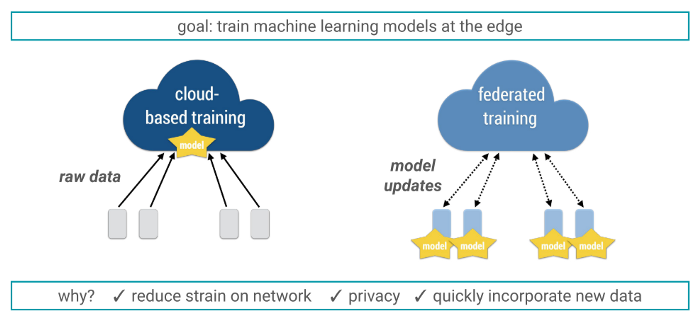 goal: train machine learning models at the edge
cloud-
based training
model
raw data
federated
training
model
updates
model
model
model
model
why? ✓ reduce strain on network ✓ privacy ✓ quickly incorporate new data